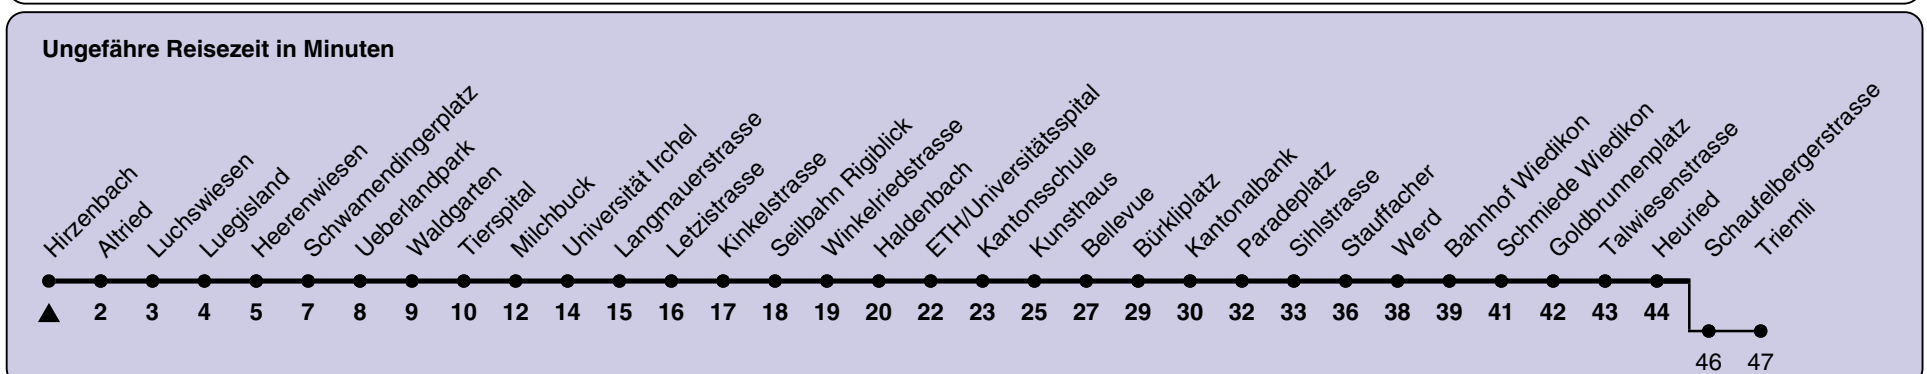 Ungefähre Reisezeit in Minuten
Hirzenbach
Altried
Luchswiesen
Luegisland
Heerenwiesen
Schwamendingerplatz
Ueberlandpark
Waldgarten
Tierspital
Milchbuck
Universität Irchel
Langmauerstrasse
Letzistrasse
Kinkelstrasse
Seilbahn Rigiblick
Winkelriedstrasse
Haldenbach
ETH/Universitätsspital
Kantonsschule
Kunsthaus
Bellevue
Bürkliplatz
Kantonalbank
Paradeplatz
Sihlstrasse
Stauffacher
Werd
Bahnhof Wiedikon
Schmiede Wiedikon
Goldbrunnenplatz
Talwiesenstrasse
Heuried
Schaufelbergerstrasse
Triemli
2 3 4 5 7 8 9 10 12 14 15 16 17 18 19 20 22 23 25 27 29 30 32 33 36 38 39 41 42 43 44
46 47